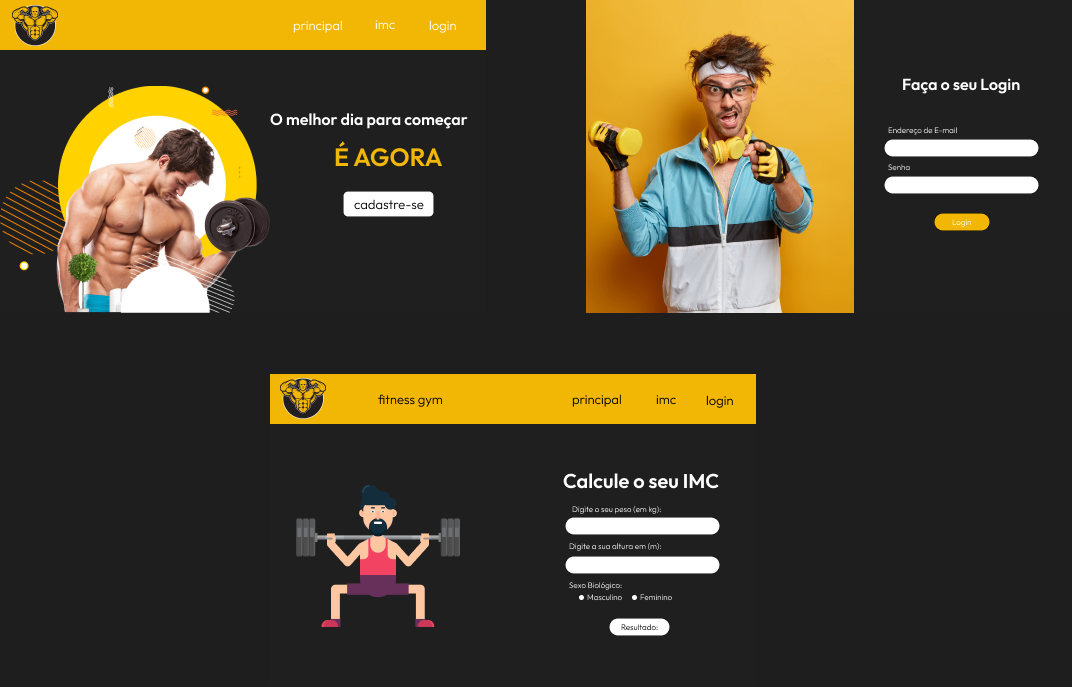 principal imc login
O melhor dia para começar
É AGORA
cadastre-se
Faça o seu Login
Endereço de E-mail
Senha
Login
fitness gym principal imc login
Calcule o seu IMC
Digite o seu peso (em kg):
Digite a sua altura em (m):
Sexo Biológico:
Masculino Feminino
Resultado: